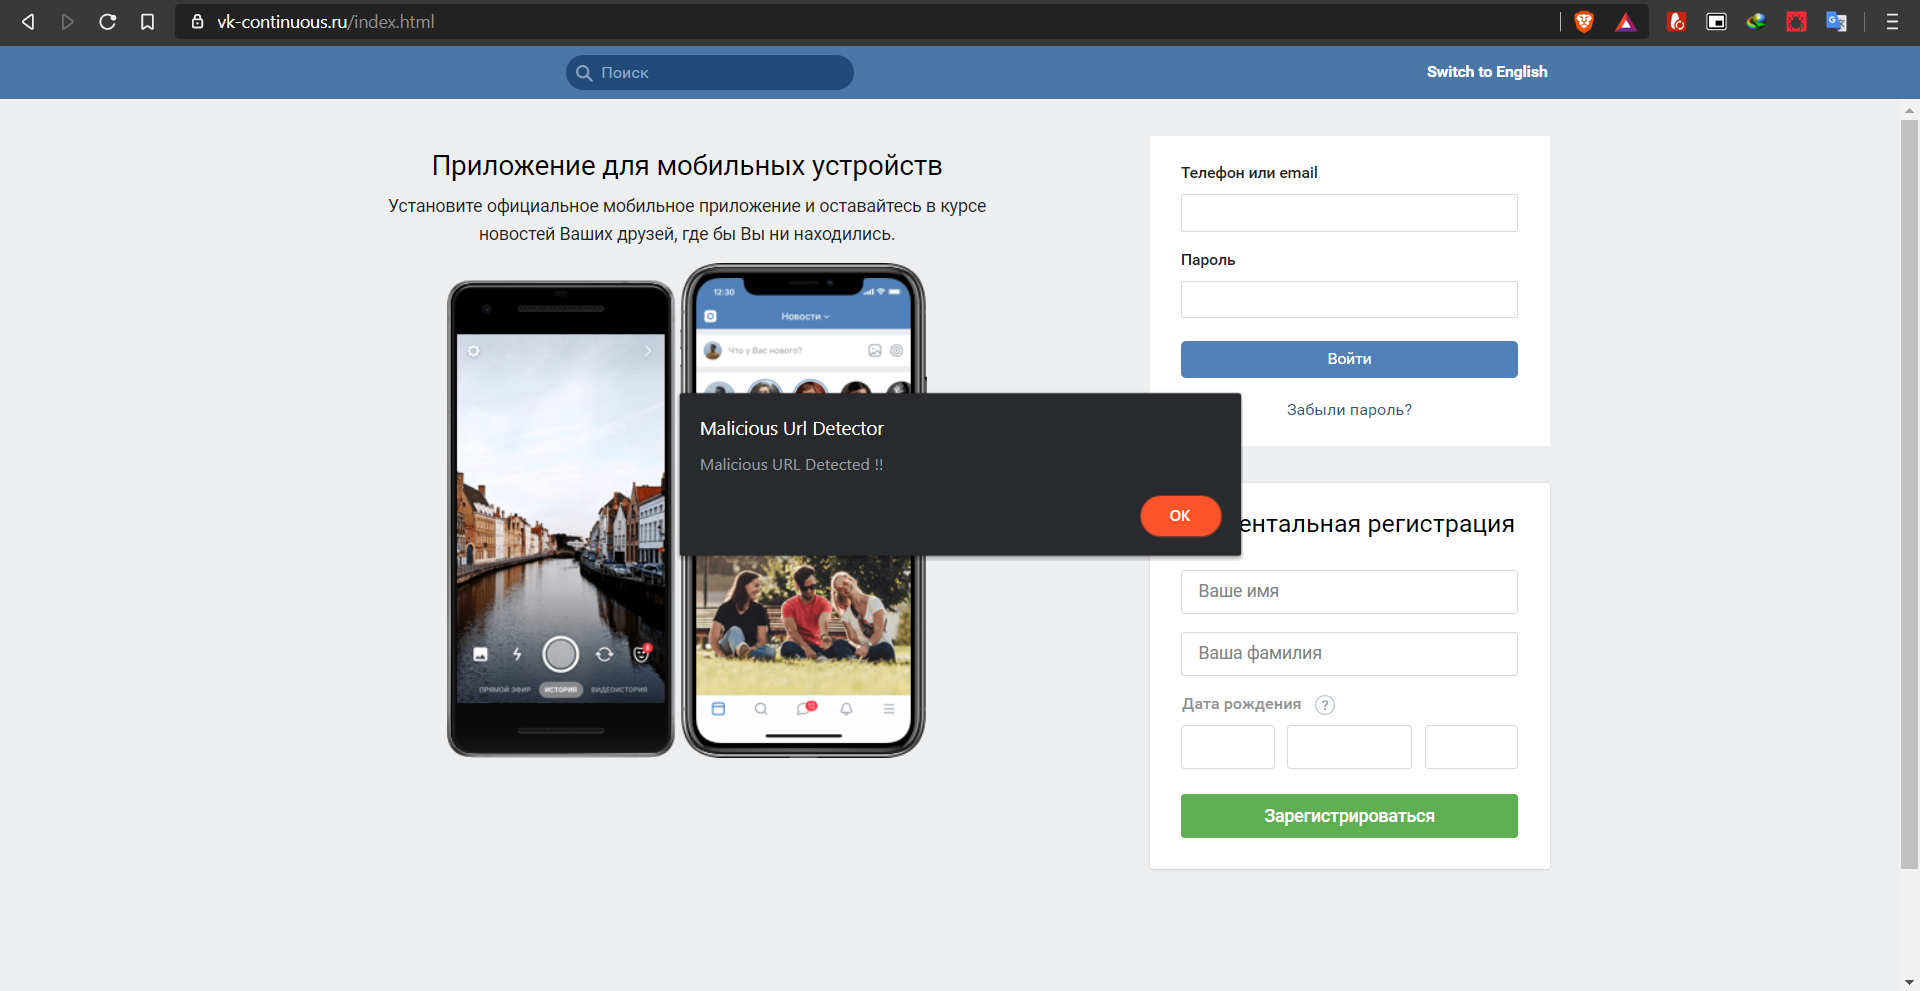 vk-continuous.ru/index.html
Поиск
Switch to English
Приложение для мобильных устройств
Установите официальное мобильное приложение и оставайтесь в курсе
новостей Ваших друзей, где бы Вы ни находились.
12:30
Новости
Что у Вас нового?
ПРЯМОЙ ЭФИР
ИСТОРИЯ
ВИДЕОИСТОРИЯ
Malicious Url Detector
Malicious URL Detected !!
OK
Телефон или email
Пароль
Войти
Забыли пароль?
ентальная регистрация
Ваше имя
Ваша фамилия
Дата рождения
?
Зарегистрироваться